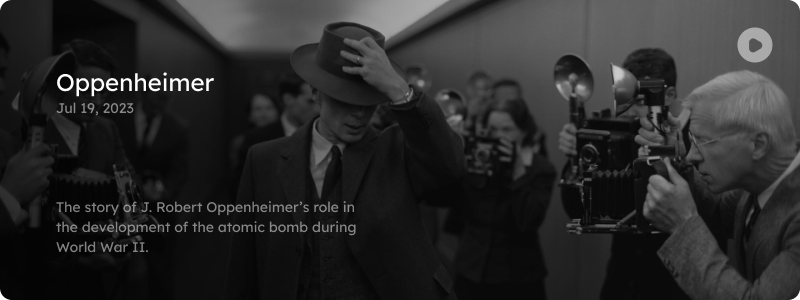 Oppenheimer
Jul 19, 2023
The story of J. Robert Oppenheimer’s role in
the development of the atomic bomb during
World War II.